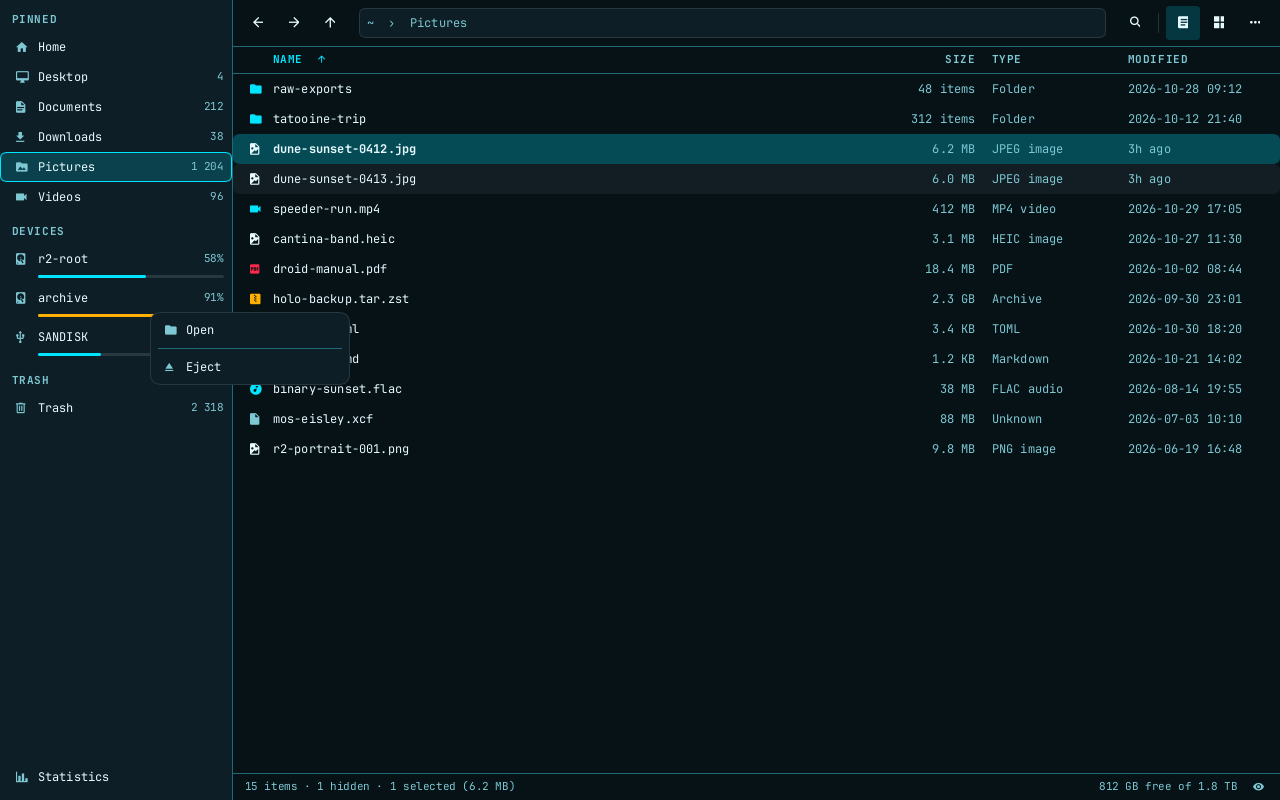 PINNED
Home
Desktop 4
Documents 212
Downloads 38
Pictures 1 204
Videos 96
DEVICES
r2-root 58%
archive 91%
SANDISK
TRASH
Trash 2 318
Statistics
~ › Pictures
NAME ↑ SIZE TYPE MODIFIED
raw-exports 48 items Folder 2026-10-28 09:12
tatooine-trip 312 items Folder 2026-10-12 21:40
dune-sunset-0412.jpg 6.2 MB JPEG image 3h ago
dune-sunset-0413.jpg 6.0 MB JPEG image 3h ago
speeder-run.mp4 412 MB MP4 video 2026-10-29 17:05
cantina-band.heic 3.1 MB HEIC image 2026-10-27 11:30
droid-manual.pdf 18.4 MB PDF 2026-10-02 08:44
holo-backup.tar.zst 2.3 GB Archive 2026-09-30 23:01
3.4 KB TOML 2026-10-30 18:20
1.2 KB Markdown 2026-10-21 14:02
binary-sunset.flac 38 MB FLAC audio 2026-08-14 19:55
mos-eisley.xcf 88 MB Unknown 2026-07-03 10:10
r2-portrait-001.png 9.8 MB PNG image 2026-06-19 16:48
Open
Eject
15 items · 1 hidden · 1 selected (6.2 MB)
812 GB free of 1.8 TB